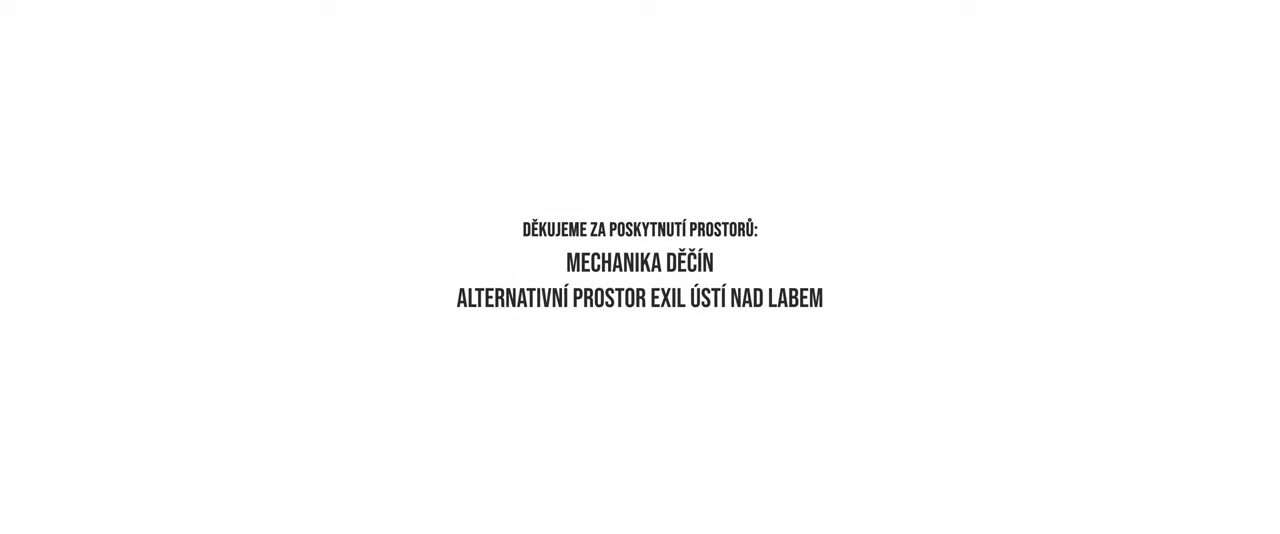 DĚKUJEME ZA POSKYTNUTÍ PROSTORŮ:
MECHANIKA DĚČÍN
ALTERNATIVNÍ PROSTOR EXIL ÚSTÍ NAD LABEM